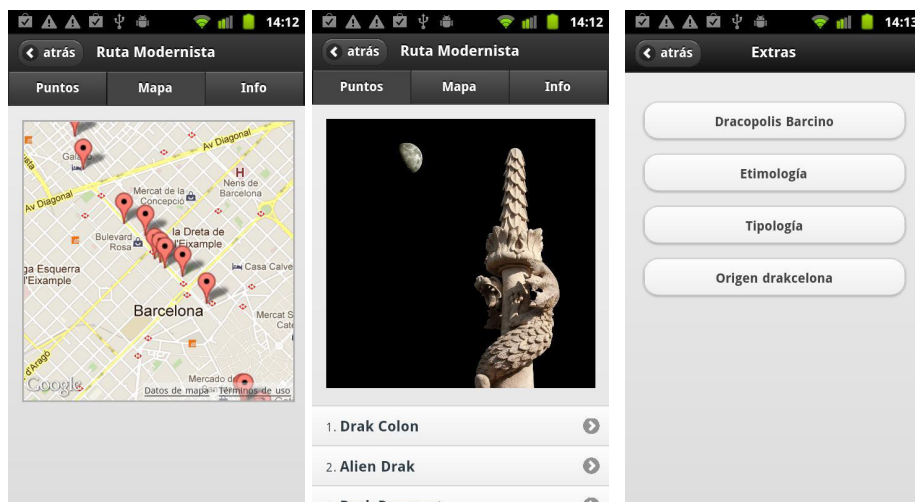 14:12
atrás Ruta Modernista
Puntos Mapa Info
Av Diagonal
H
Nens de
Barcelona
Mercat de la
Concepció
Av Diagonal
la Dreta de
l'Eixample
Bulevard
Rosa
Casa Calve
ga Esquerra
l'Eixample
Barcelona
Mercat S
Cate
d'Aragó
Mercado d
Google
Datos de mapa - Términos de uso
14:12
atrás Ruta Modernista
Puntos Mapa Info
1. Drak Colon
2. Alien Drak
14:13
atrás Extras
Dracopolis Barcino
Etimología
Tipología
Origen drakcelona